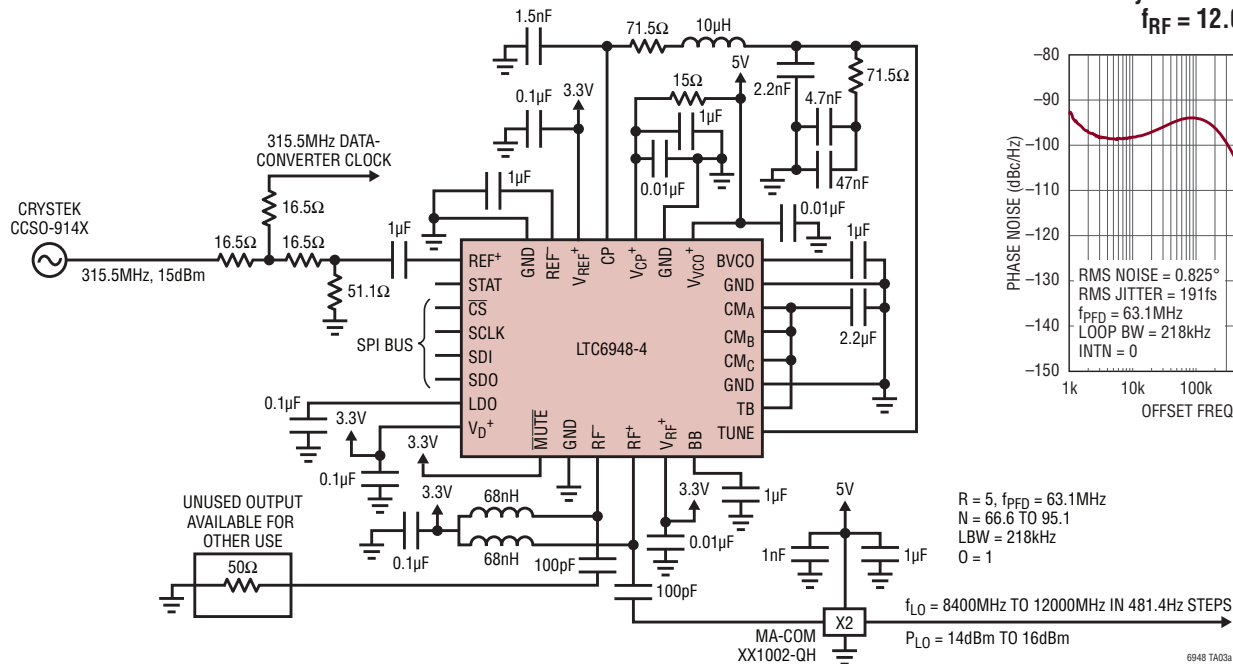 f_RF = 12.0
1.5nF
71.5Ω
10µH
5V
15Ω
2.2nF
71.5Ω
4.7nF
47nF
0.1µF
3.3V
1µF
0.01µF
315.5MHz DATA-
CONVERTER CLOCK
1µF
0.01µF
1µF
CRYSTEK
CCSO-914X
16.5Ω
16.5Ω
16.5Ω
1µF
315.5MHz, 15dBm
51.1Ω
REF+
GND
REF–
VREF+
CP
VCP+
GND
VVCO+
BVCO
STAT
GND
CS
CMA
SCLK
CMB
2.2µF
SPI BUS
LTC6948-4
SDI
CMC
SDO
GND
LDO
TB
VD+
TUNE
MUTE
GND
RF–
RF+
VRF+
BB
0.1µF
3.3V
3.3V
0.1µF
3.3V
68nH
68nH
0.1µF
3.3V
0.01µF
1µF
100pF
100pF
UNUSED OUTPUT
AVAILABLE FOR
OTHER USE
50Ω
5V
1nF
1µF
X2
MA-COM
XX1002-QH
R = 5, fPFD = 63.1MHz
N = 66.6 TO 95.1
LBW = 218kHz
O = 1
fLO = 8400MHz TO 12000MHz IN 481.4Hz STEPS
PLO = 14dBm TO 16dBm
6948 TA03a
PHASE NOISE (dBc/Hz)
–80
–90
–100
–110
–120
–130
–140
–150
RMS NOISE = 0.825°
RMS JITTER = 191fs
fPFD = 63.1MHz
LOOP BW = 218kHz
INTN = 0
1k
10k
100k
OFFSET FREQ